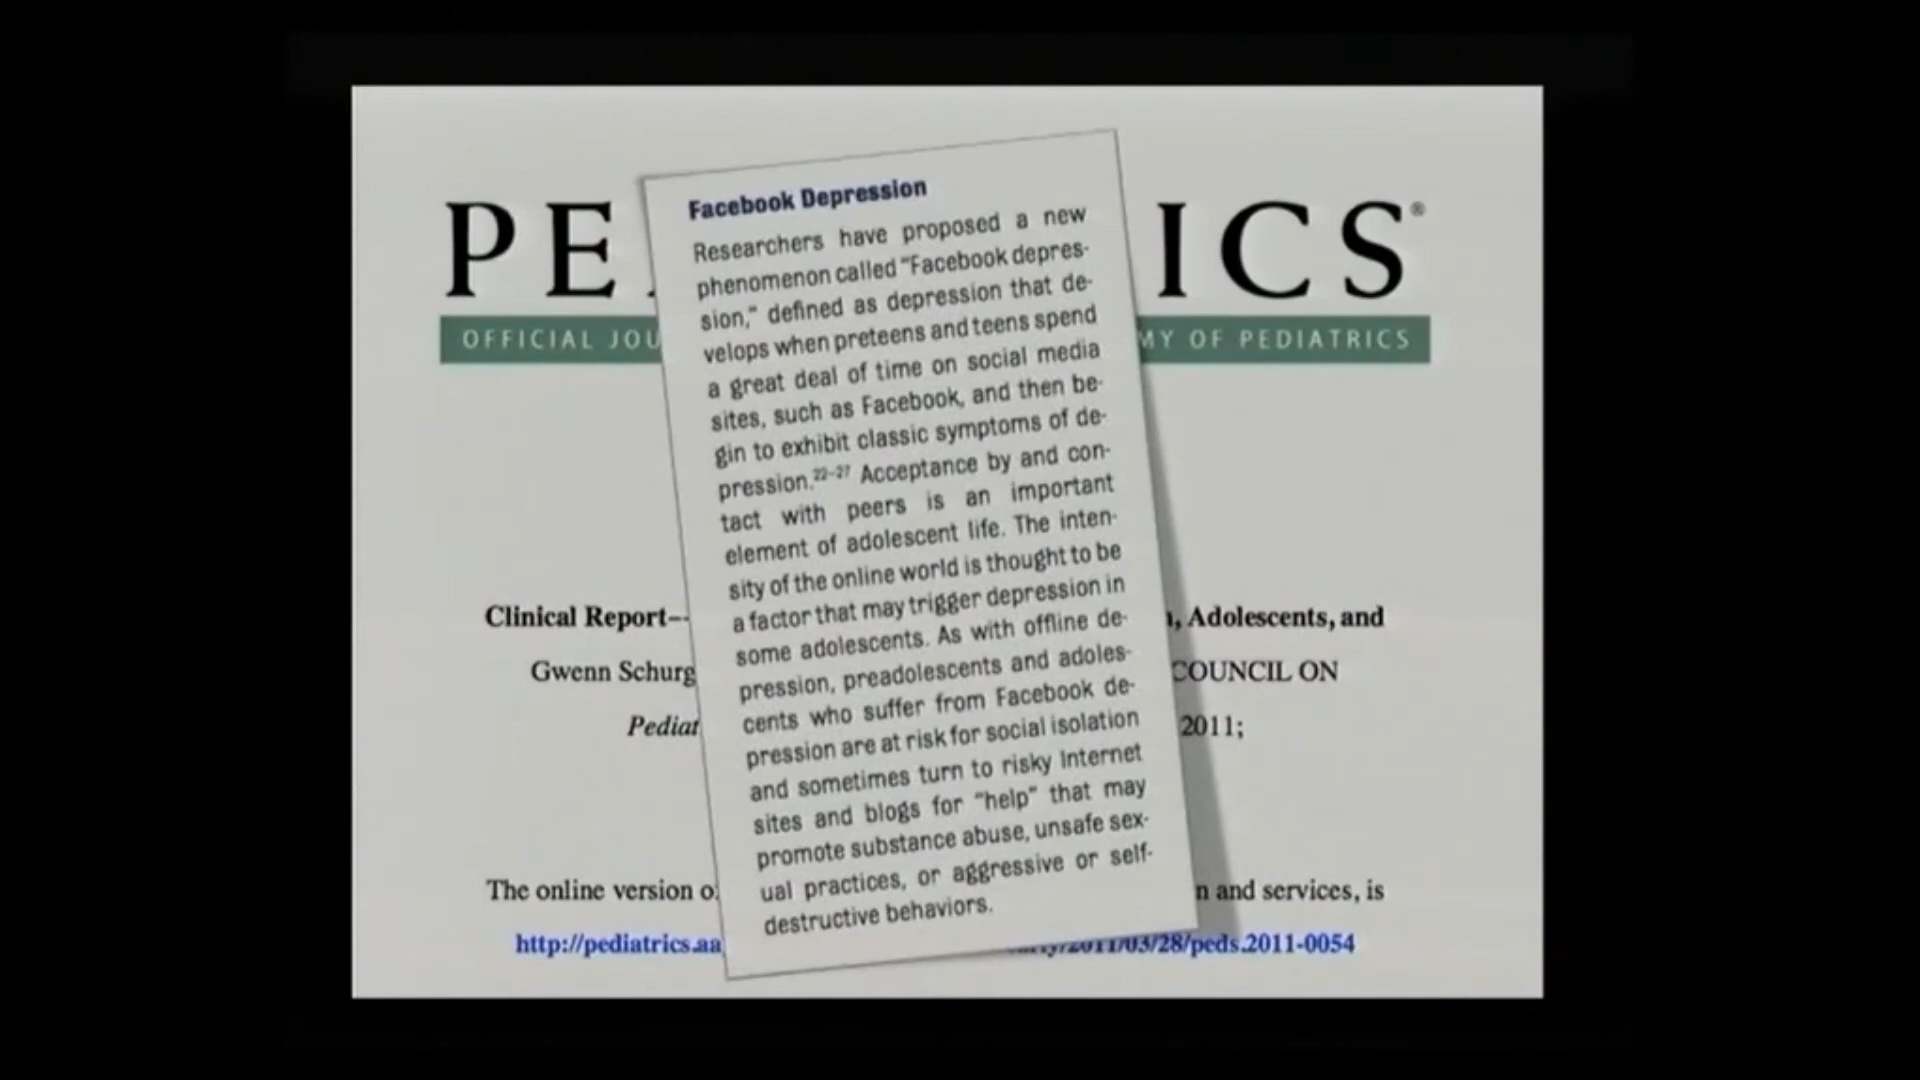 PE ICS®
OFFICIAL JOU MY OF PEDIATRICS
Facebook Depression
Researchers have proposed a new
phenomenon called “Facebook depres-
sion,” defined as depression that de-
velops when preteens and teens spend
a great deal of time on social media
sites, such as Facebook, and then be-
gin to exhibit classic symptoms of de-
pression.22-27 Acceptance by and con-
tact with peers is an important
element of adolescent life. The inten-
sity of the online world is thought to be
a factor that may trigger depression in
some adolescents. As with offline de-
pression, preadolescents and adoles-
cents who suffer from Facebook de-
pression are at risk for social isolation
and sometimes turn to risky Internet
sites and blogs for “help” that may
promote substance abuse, unsafe sex-
ual practices, or aggressive or self-
destructive behaviors.
Clinical Report— , Adolescents, and
Gwenn Schurg COUNCIL ON
Pediat 2011;
The online version o n and services, is
http://pediatrics.aa /2011/03/28/peds.2011-0054